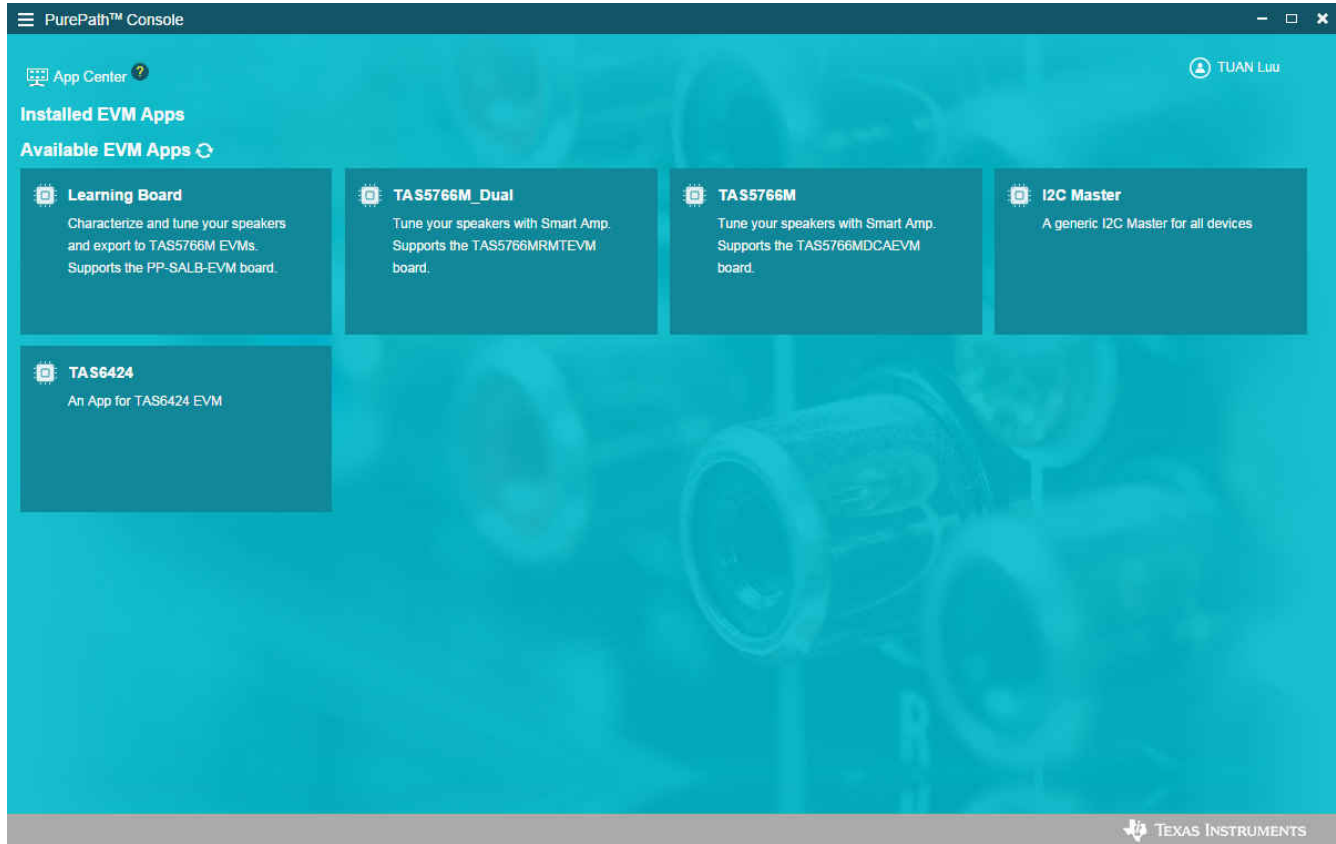 PurePath™ Console
App Center ?
TUAN Luu
Installed EVM Apps
Available EVM Apps
Learning Board
Characterize and tune your speakers
and export to TAS5766M EVMs.
Supports the PP-SALB-EVM board.
TAS5766M_Dual
Tune your speakers with Smart Amp.
Supports the TAS5766MRMTEVM
board.
TAS5766M
Tune your speakers with Smart Amp.
Supports the TAS5766MDCAEVM
board.
I2C Master
A generic I2C Master for all devices
TAS6424
An App for TAS6424 EVM
R
TEXAS INSTRUMENTS